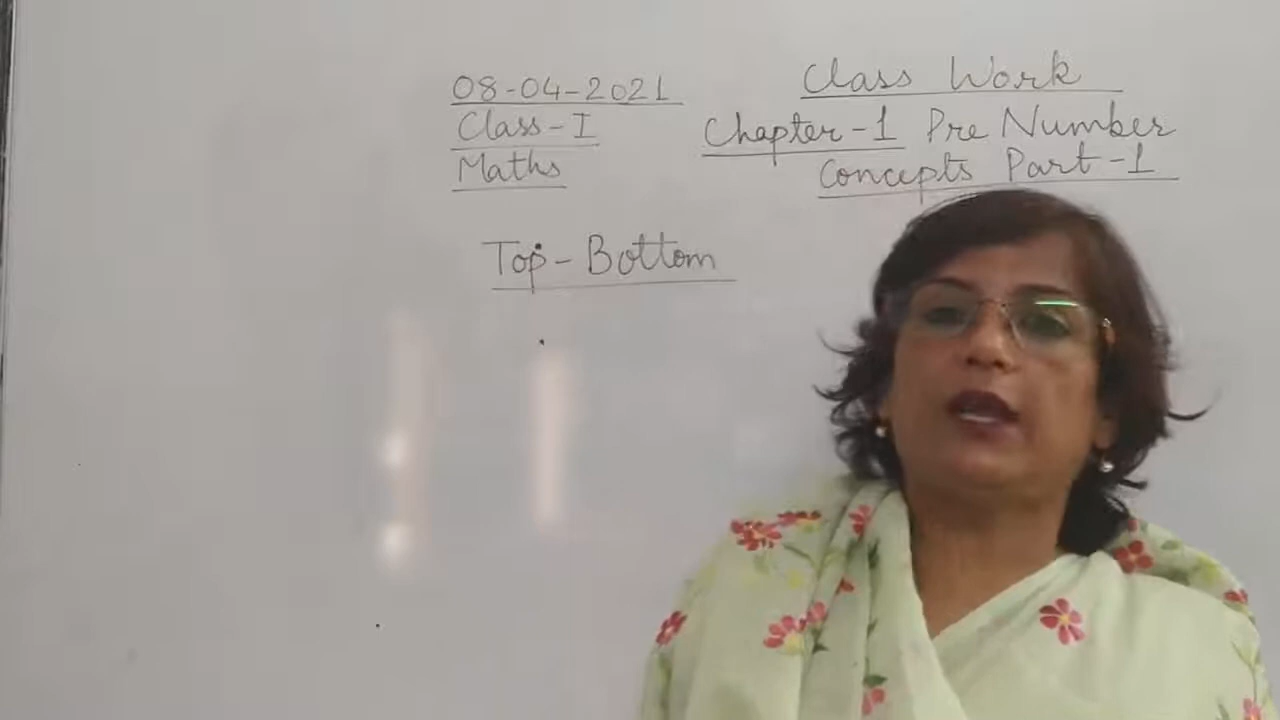 08-04-2021
Class-I
Maths
Class Work
Chapter-1 Pre Number
Concepts Part-1
Top-Bottom